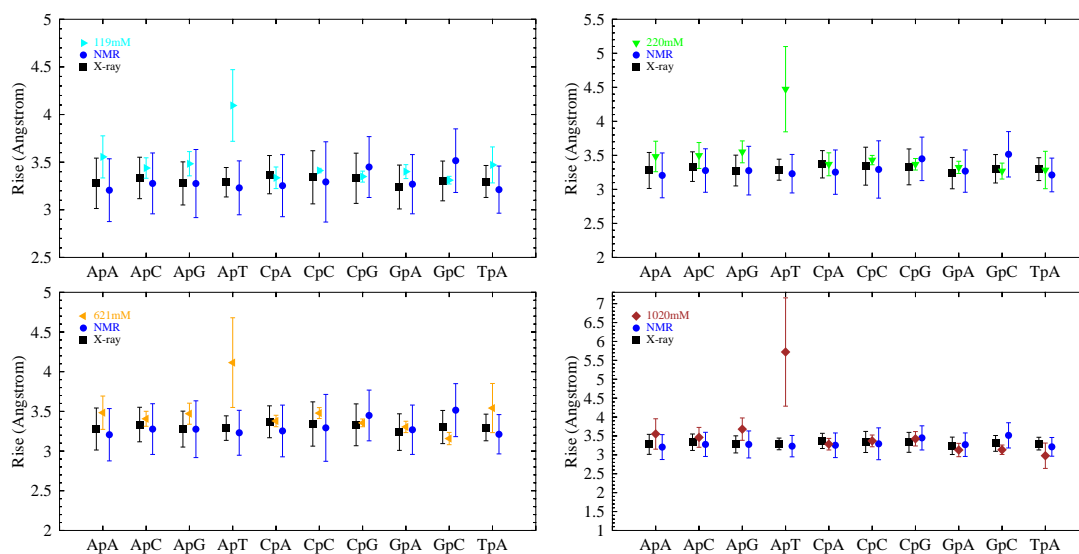 5
4.5
4
3.5
3
2.5
Rise (Angstrom)
119mM
NMR
X-ray
ApA ApC ApG ApT CpA CpC CpG GpA GpC TpA
5.5
5
4.5
4
3.5
3
2.5
2
Rise (Angstrom)
220mM
NMR
X-ray
ApA ApC ApG ApT CpA CpC CpG GpA GpC TpA
5
4.5
4
3.5
3
2.5
2
Rise (Angstrom)
621mM
NMR
X-ray
ApA ApC ApG ApT CpA CpC CpG GpA GpC TpA
7
6.5
6
5.5
5
4.5
4
3.5
3
2.5
2
1.5
1
Rise (Angstrom)
1020mM
NMR
X-ray
ApA ApC ApG ApT CpA CpC CpG GpA GpC TpA